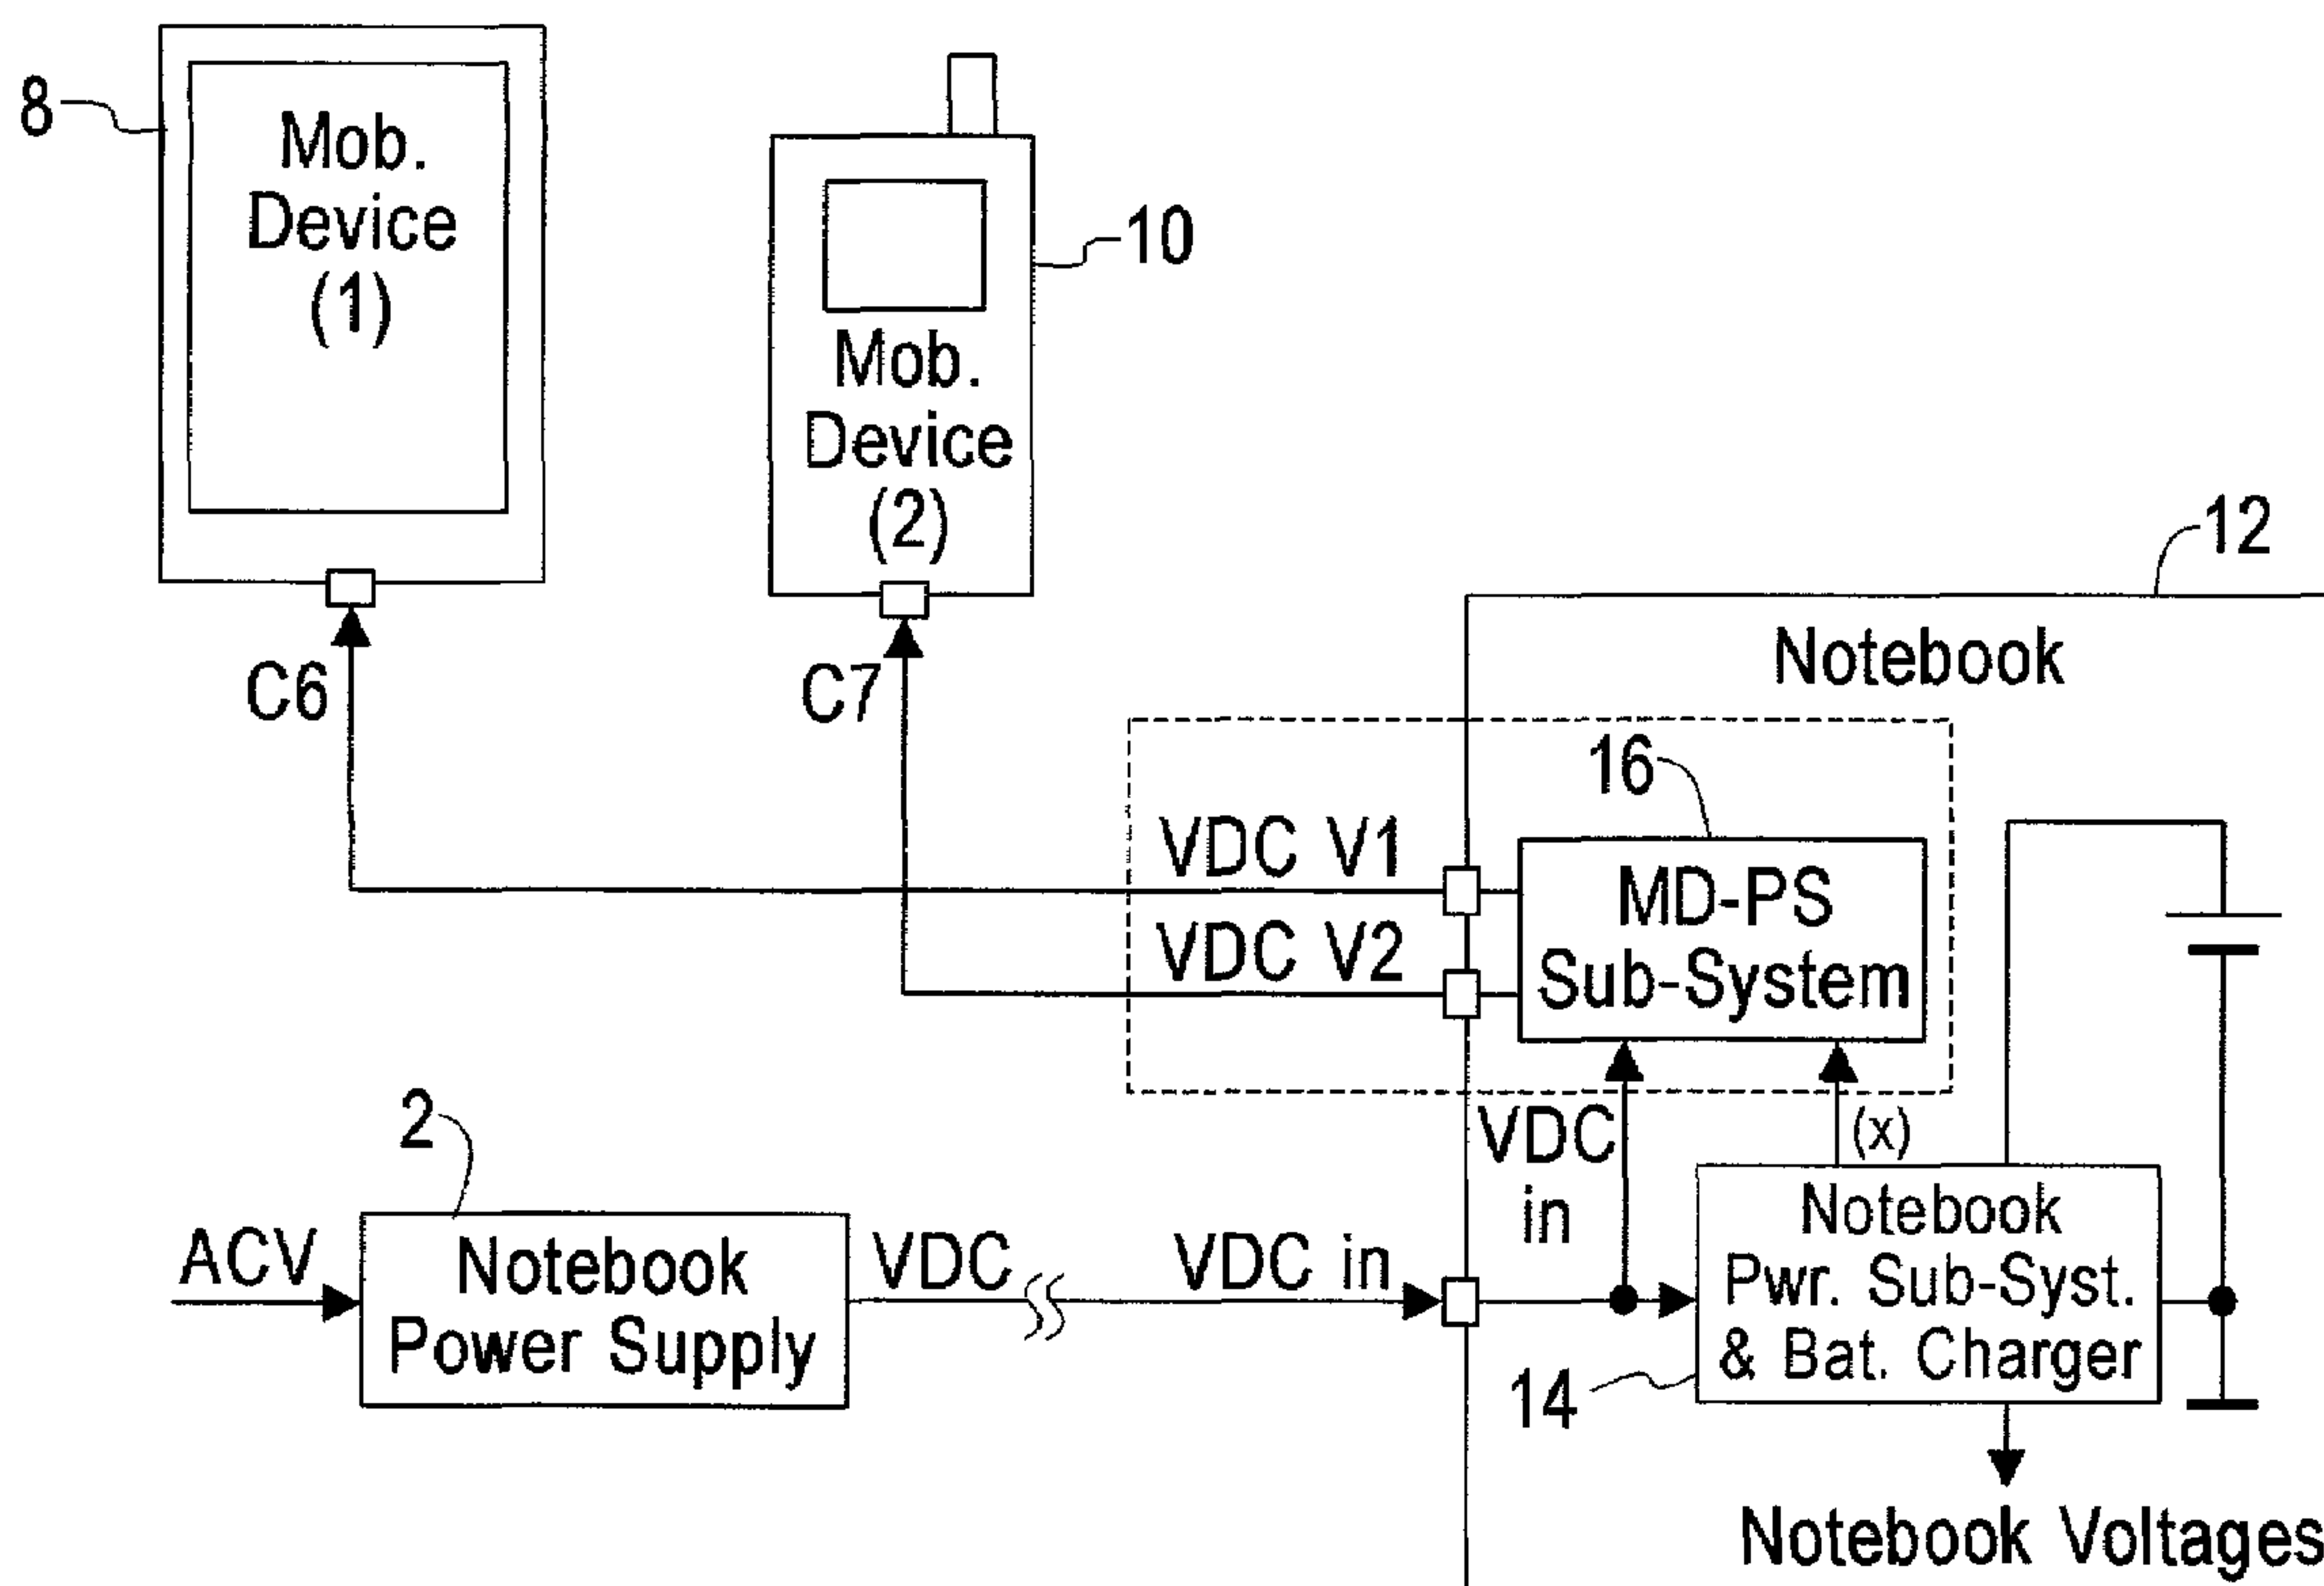 8
Mob.
Device
(1)
10
Mob.
Device
(2)
12
C6
C7
Notebook
16
VDC V1
VDC V2
MD-PS
Sub-System
2
VDC
in
(x)
ACV
Notebook
Power Supply
VDC
VDC in
Notebook
Pwr. Sub-Syst.
& Bat. Charger
14
Notebook Voltages